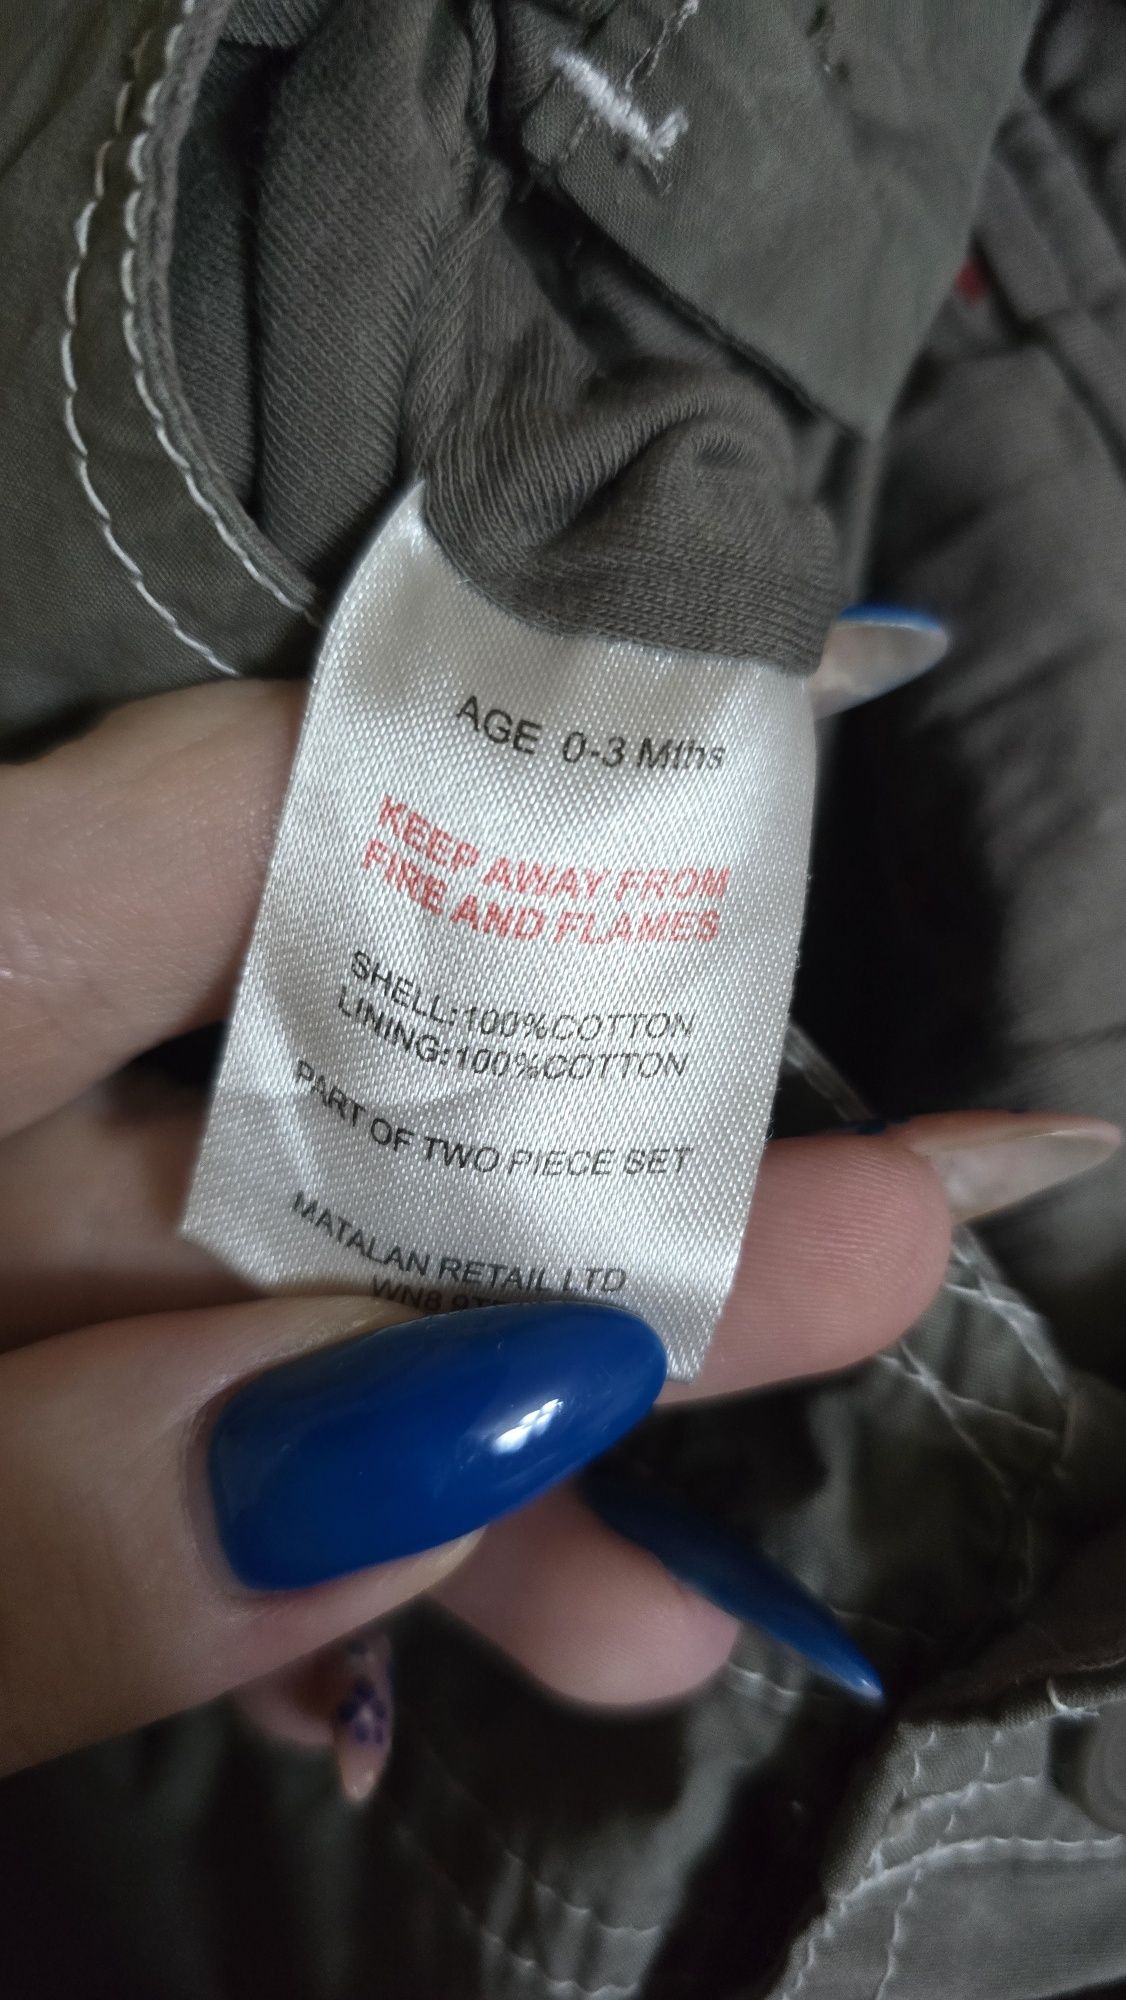 AGE 0-3 Mths
KEEP AWAY FROM
FIRE AND FLAMES
SHELL:100%COTTON
LINING:100%COTTON
PART OF TWO PIECE SET
MATALAN RETAIL LTD
WN8